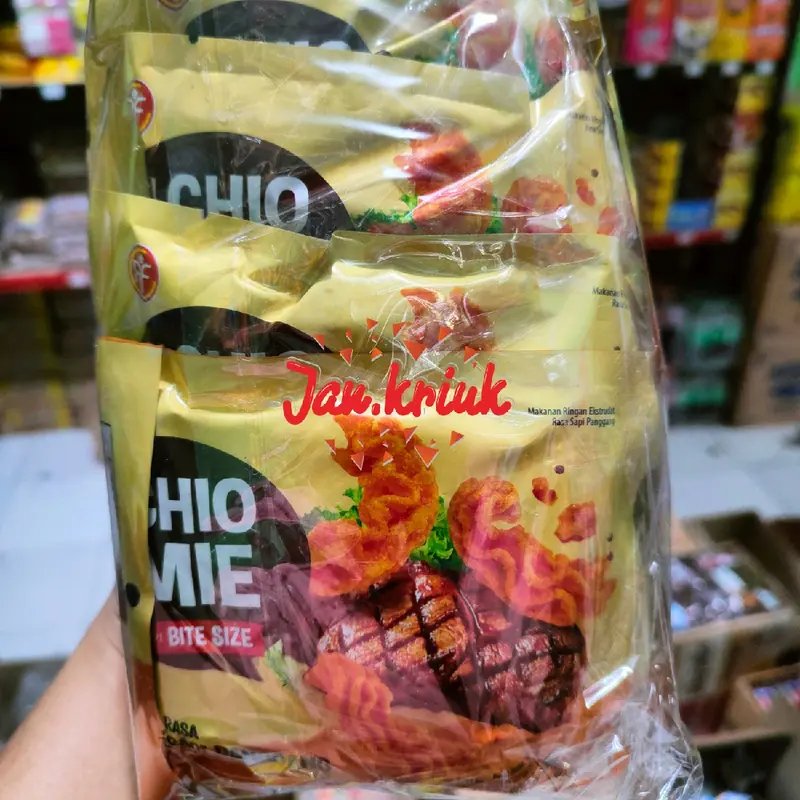 CHIO
Jan.kriuk
Makanan Ringan Ekstrudat
Rasa Sapi Panggang
CHIO
MIE
BITE SIZE
RASA